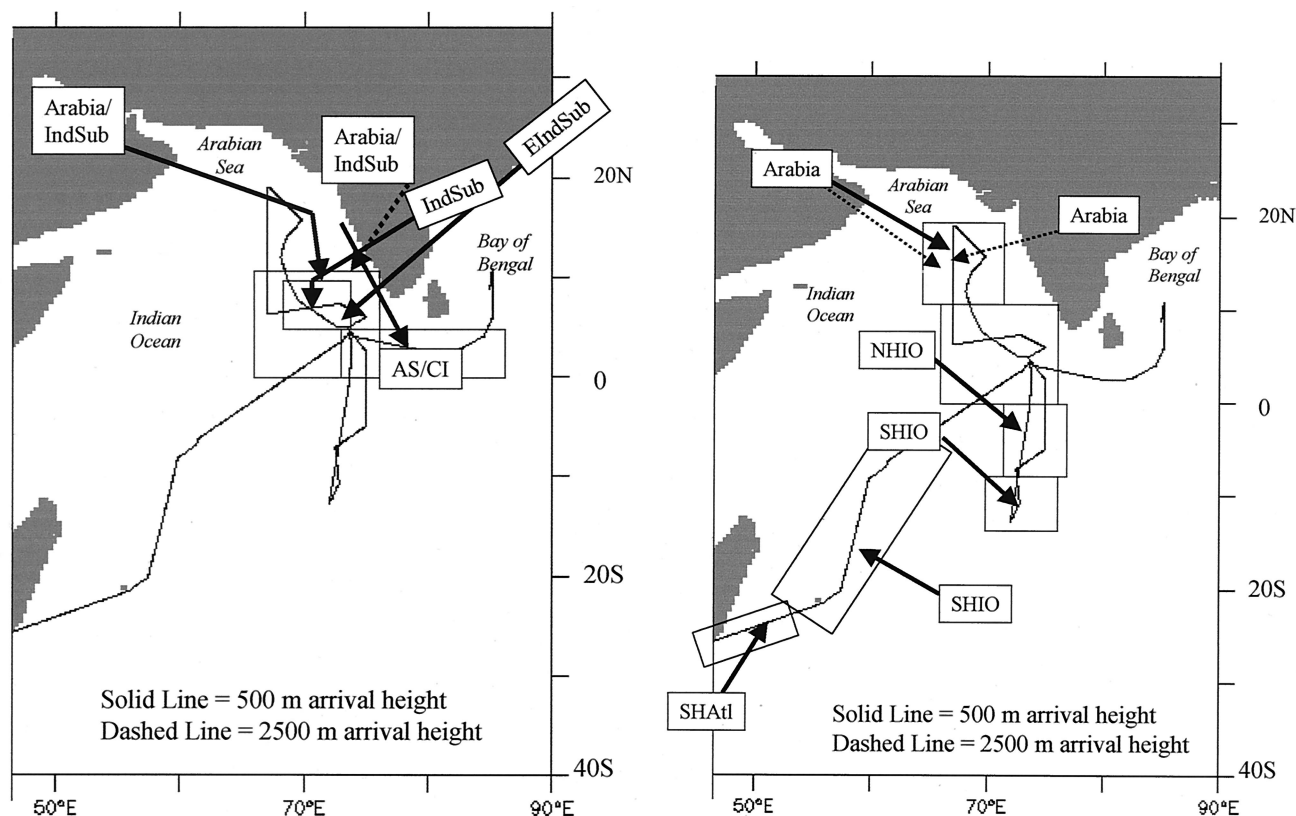 Arabia/
IndSub
Arabian
Sea
Arabia/
IndSub
EIndSub
IndSub
20N
Bay of
Bengal
Indian
Ocean
AS/CI
0
20S
Solid Line = 500 m arrival height
Dashed Line = 2500 m arrival height
40S
50°E
70°E
90°E
Arabia
Arabian
Sea
Arabia
20N
Bay of
Bengal
Indian
Ocean
NHIO
0
SHIO
20S
SHIO
SHAtl
Solid Line = 500 m arrival height
Dashed Line = 2500 m arrival height
40S
50°E
70°E
90°E